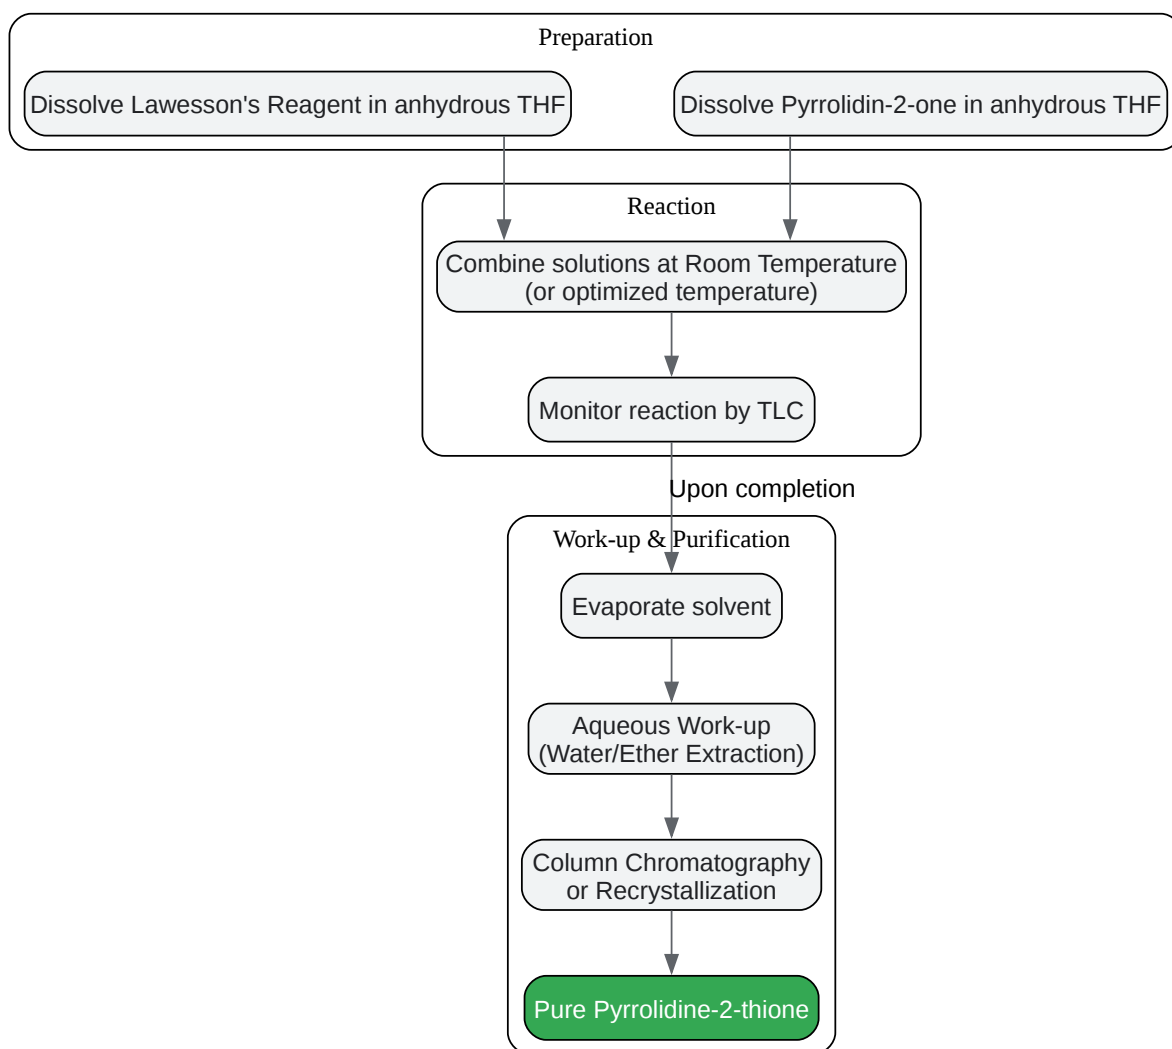 Preparation
Dissolve Lawesson's Reagent in anhydrous THF
Dissolve Pyrrolidin-2-one in anhydrous THF
Reaction
Combine solutions at Room Temperature
(or optimized temperature)
Monitor reaction by TLC
Upon completion
Work-up & Purification
Evaporate solvent
Aqueous Work-up
(Water/Ether Extraction)
Column Chromatography
or Recrystallization
Pure Pyrrolidine-2-thione